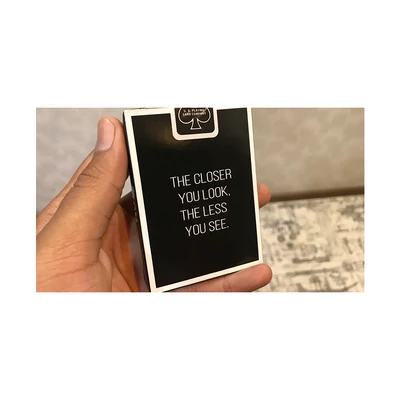 THE CLOSER
YOU LOOK,
THE LESS
YOU SEE.